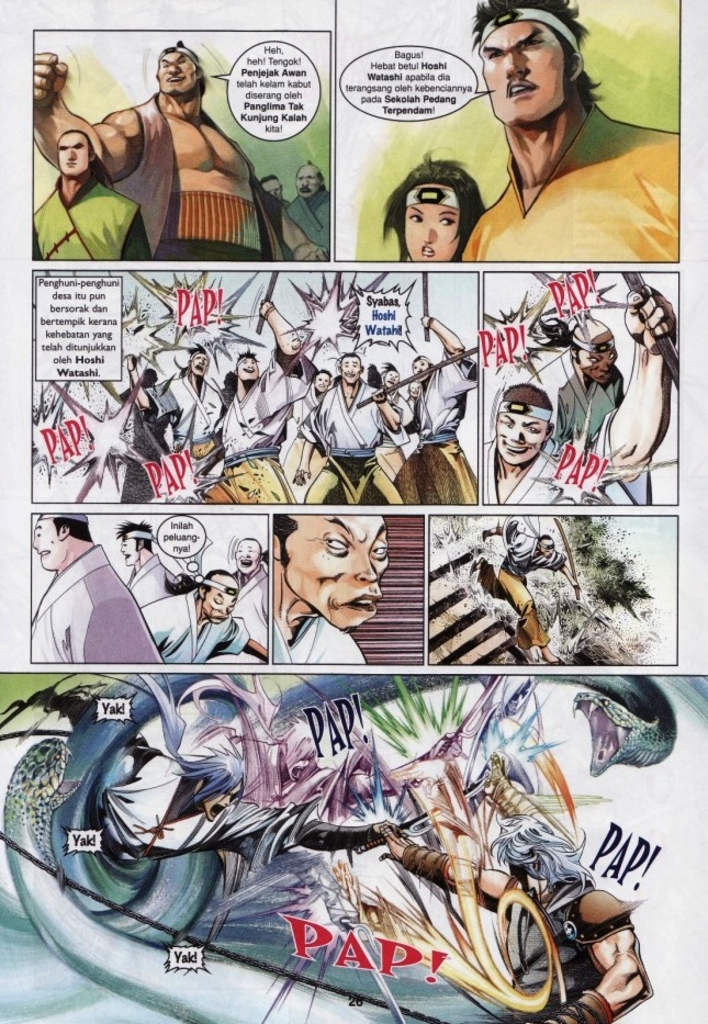 Heh,
heh! Tengok!
Penjejak Awan
telah kelam kabut
diserang oleh
Panglima Tak
Kunjung Kalah
kita!
Bagus!
Hebat betul Hoshi
Watashi apabila dia
terangsang oleh kebenciannya
pada Sekolah Pedang
Terpendam!
Penghuni-penghuni
desa itu pun
bersorak dan
bertempik kerana
kehebatan yang
telah ditunjukkan
oleh Hoshi
Watashi.
PAP!
Syabas,
Hoshi
Watahi!
PAP!
PAP!
PAP!
PAP!
PAP!
Inilah
peluang-
nya!
Yak!
PAP!
Yak!
PAP!
PAP!
Yak!
26